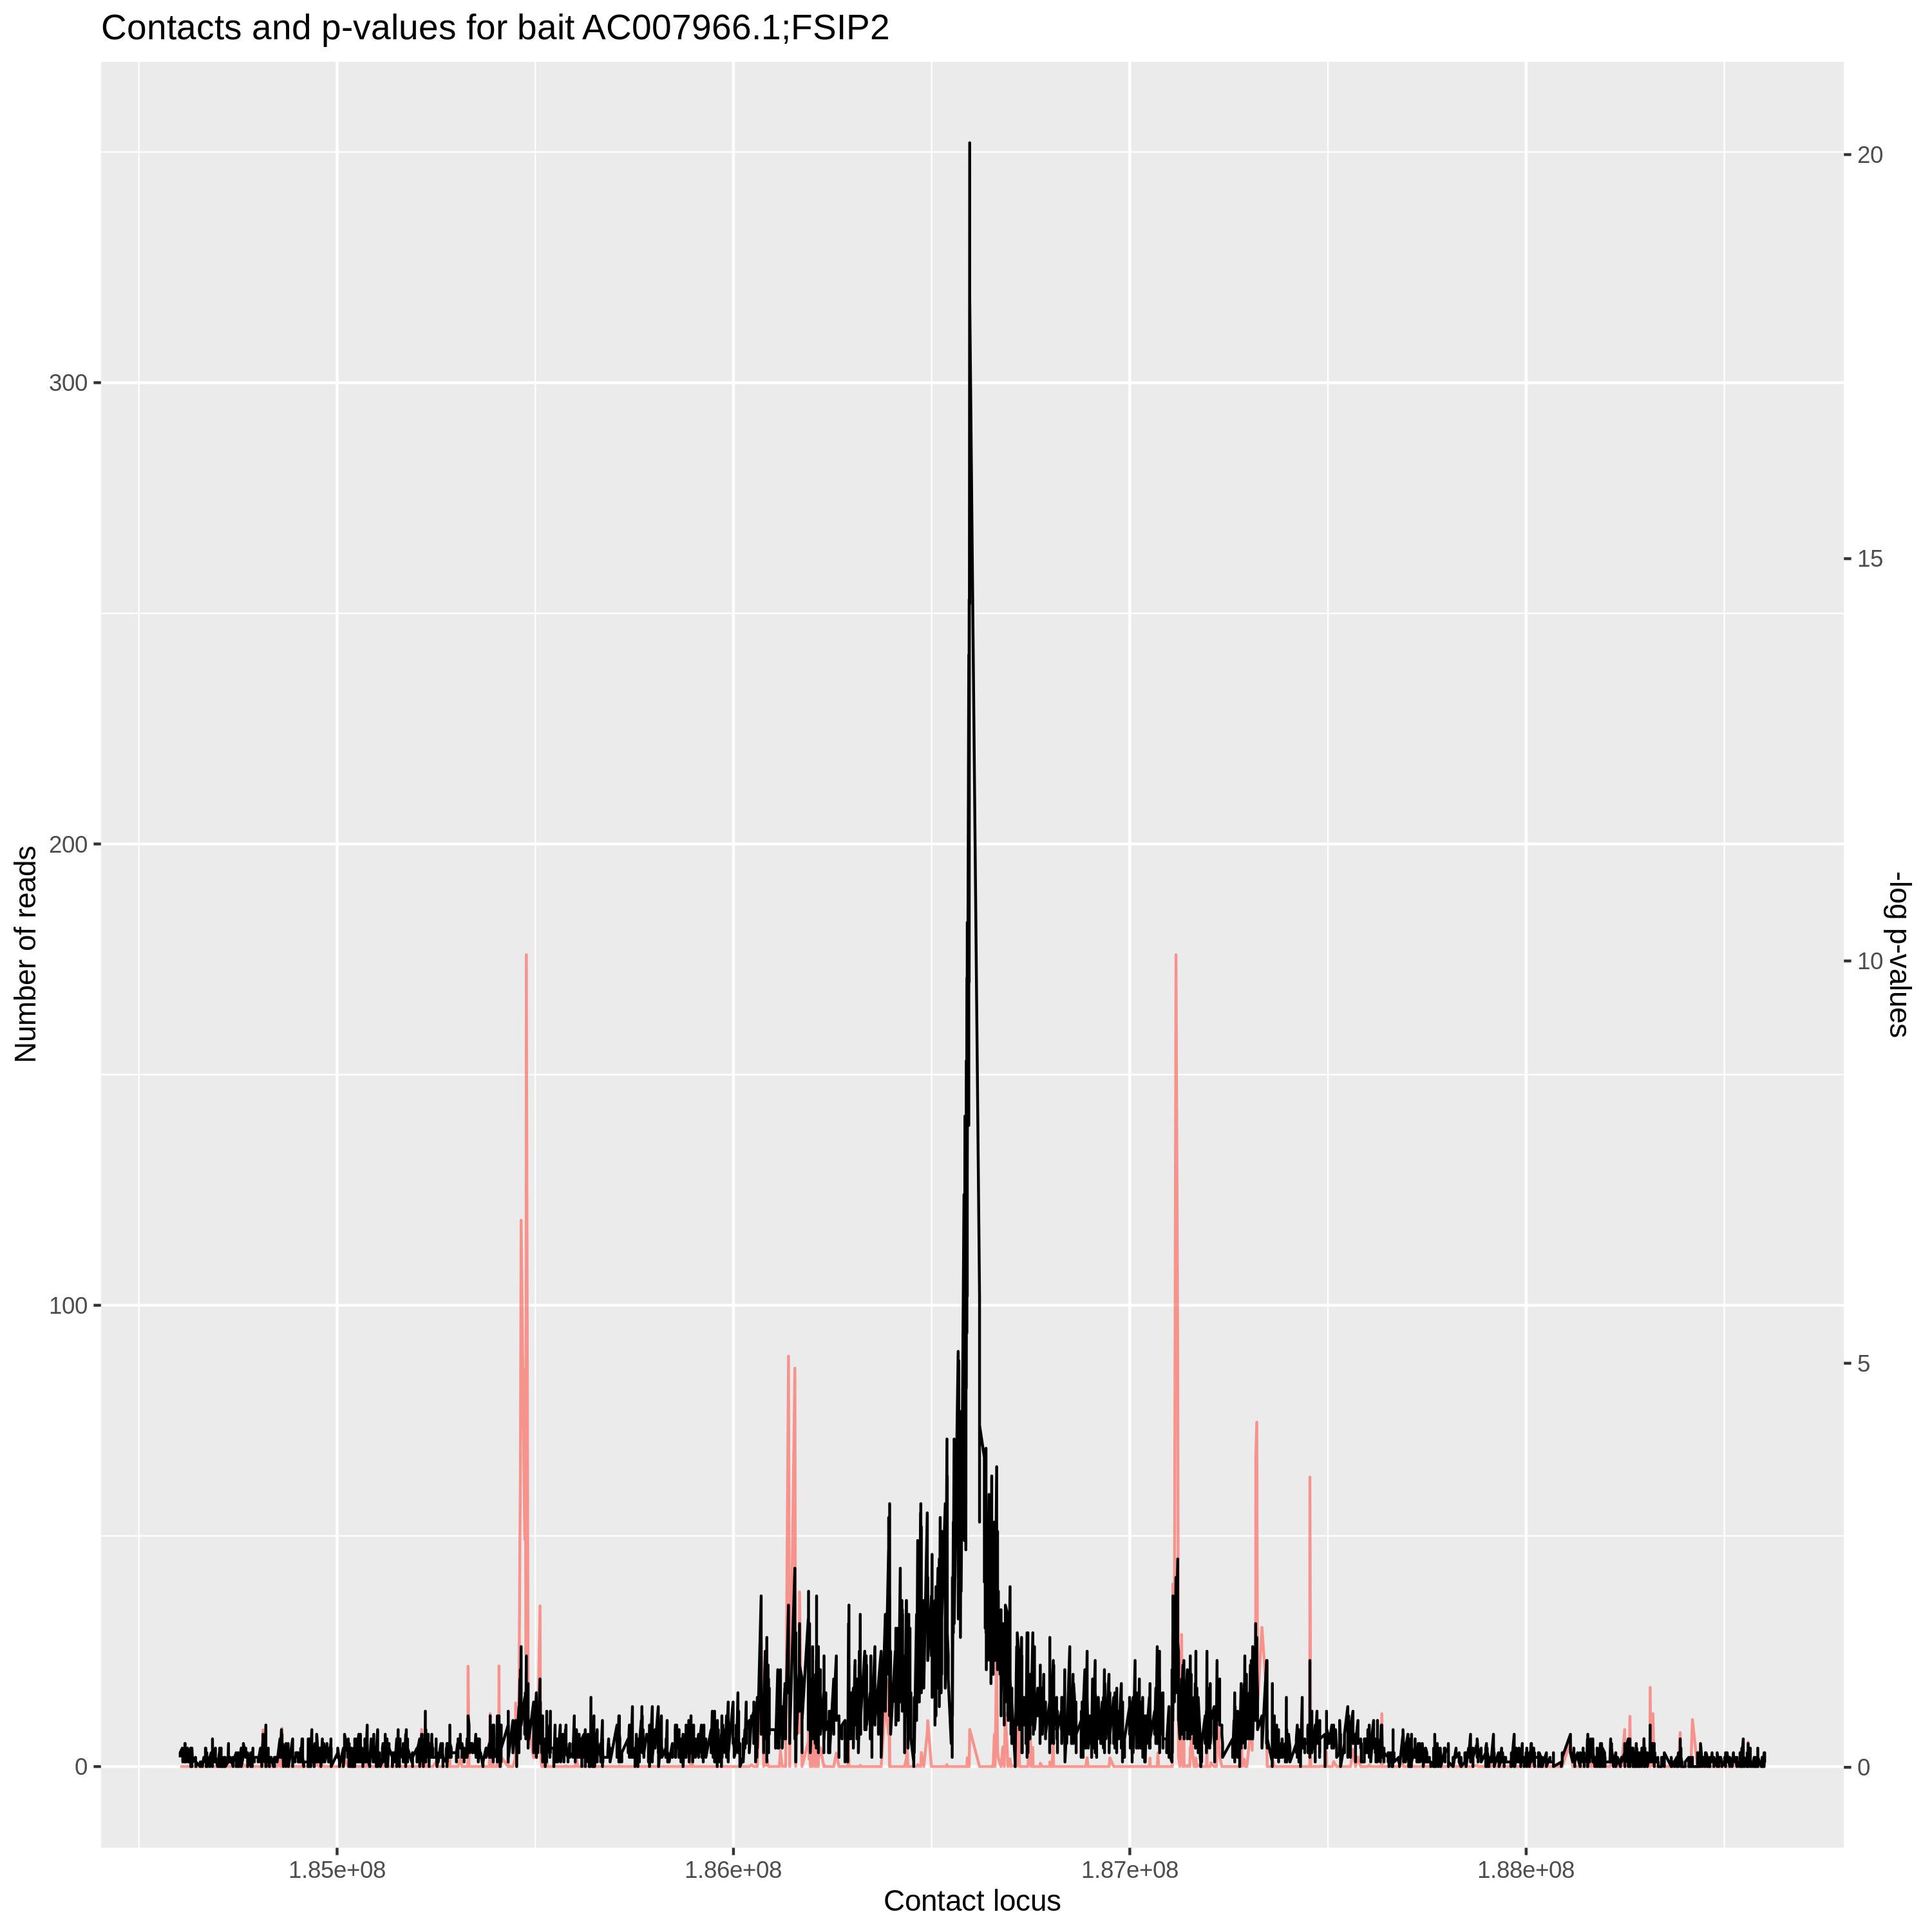 Contacts and p-values for bait AC007966.1;FSIP2
Number of reads
300
200
100
0
20
15
10
5
0
-log p-values
1.85e+08 1.86e+08 1.87e+08 1.88e+08
Contact locus